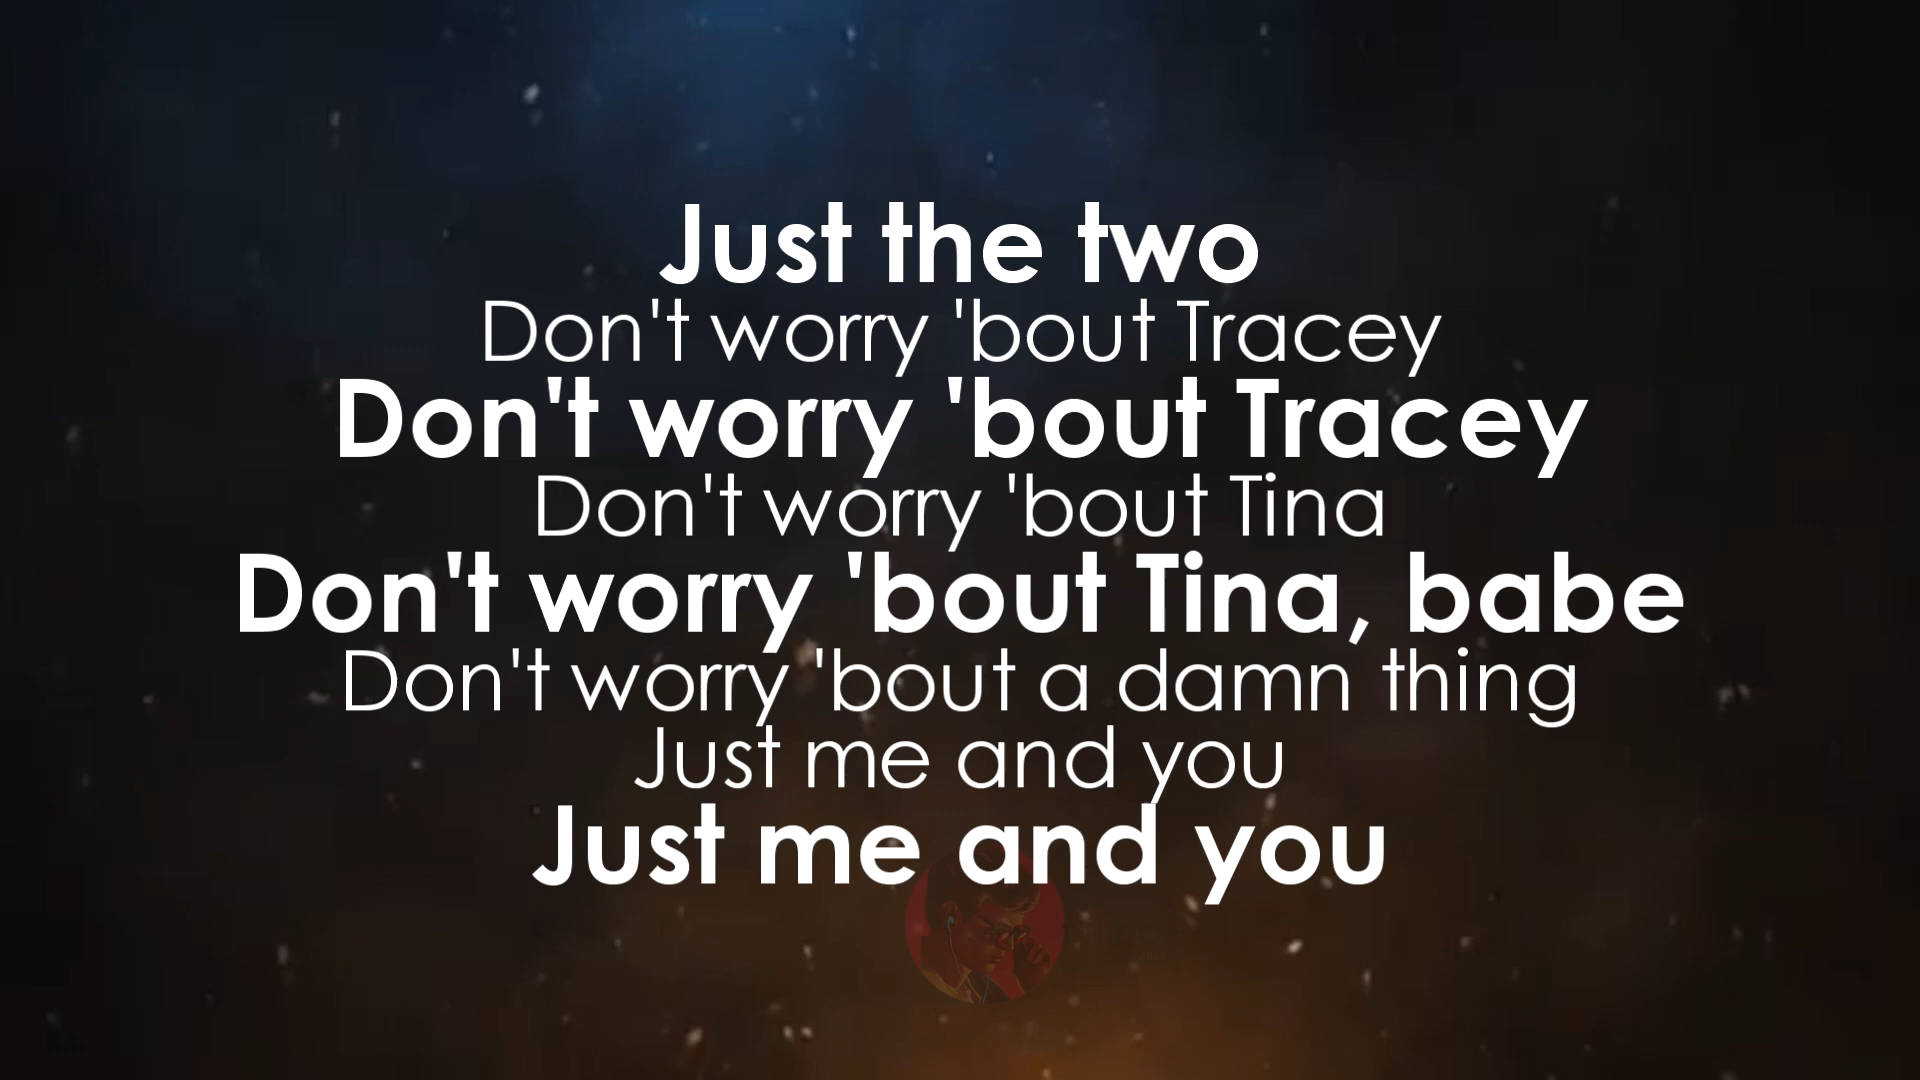 Just the two
Don't worry 'bout Tracey
Don't worry 'bout Tracey
Don't worry 'bout Tina
Don't worry 'bout Tina, babe
Don't worry 'bout a damn thing
Just me and you
Just me and you